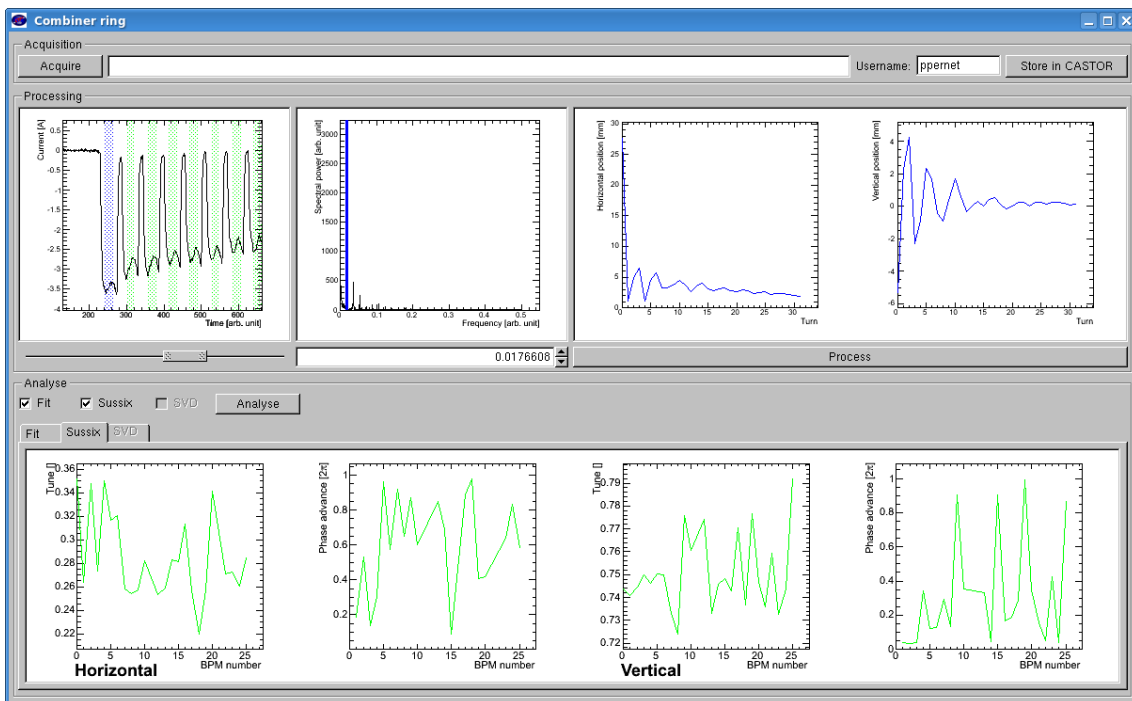 Combiner ring
Acquisition
Acquire
Username: ppernet
Store in CASTOR
Processing
Current [A]
0.5
0
-0.5
-1
-1.5
-2
-2.5
-3
-3.5
-4
200 300 400 500 600
Time [arb. unit]
Spectral power [arb. unit]
3000
2500
2000
1500
1000
500
0
0 0.1 0.2 0.3 0.4 0.5
Frequency [arb. unit]
Horizontal position [mm]
30
25
20
15
10
5
0
0 5 10 15 20 25 30
Turn
Vertical position [mm]
4
2
0
-2
-4
-6
0 5 10 15 20 25 30
Turn
0.0176608
Process
Analyse
Fit Sussix SVD Analyse
Fit Sussix SVD
Tune []
0.36
0.34
0.32
0.3
0.28
0.26
0.24
0.22
0 5 10 15 20 25
BPM number
Horizontal
Phase advance [2π]
1
0.8
0.6
0.4
0.2
0 5 10 15 20 25
BPM number
Tune []
0.79
0.78
0.77
0.76
0.75
0.74
0.73
0.72
0 5 10 15 20 25
BPM number
Vertical
Phase advance [2π]
1
0.8
0.6
0.4
0.2
0
0 5 10 15 20 25
BPM number